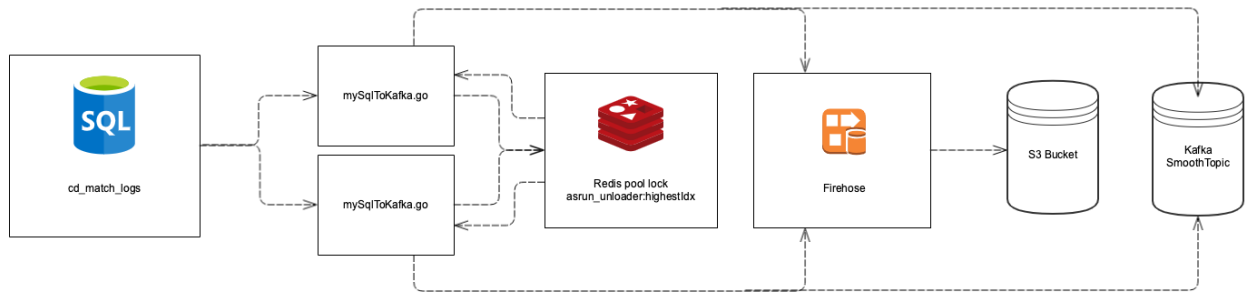 SQL
cd_match_logs
mySqlToKafka.go
mySqlToKafka.go
Redis pool lock
asrun_unloader:highestIdx
Firehose
S3 Bucket
Kafka
SmoothTopic